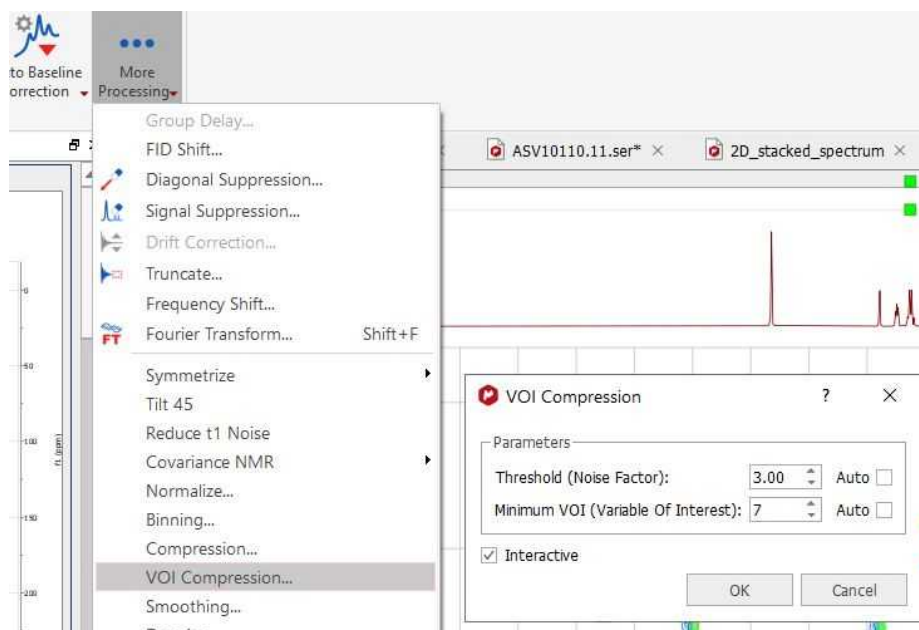 to Baseline
orrection
More
Processing
Group Delay...
FID Shift...
Diagonal Suppression...
Signal Suppression...
Drift Correction...
Truncate...
Frequency Shift...
FT
Fourier Transform... Shift+F
Symmetrize
Tilt 45
Reduce t1 Noise
Covariance NMR
Normalize...
Binning...
Compression...
VOI Compression...
Smoothing...
ASV10110.11.ser* ×
2D_stacked_spectrum ×
0
50
100
150
200
f1 (ppm)
VOI Compression ? ×
Parameters
Threshold (Noise Factor): 3.00 Auto
Minimum VOI (Variable Of Interest): 7 Auto
Interactive
OK Cancel